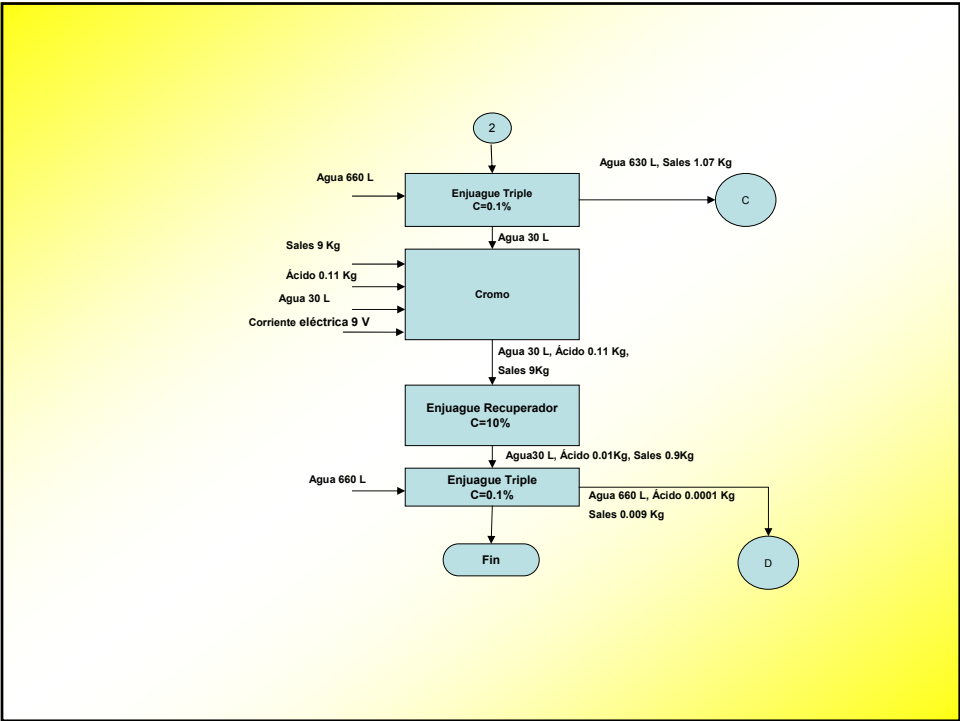 2
Agua 630 L, Sales 1.07 Kg
Agua 660 L
Enjuague Triple
C=0.1%
C
Agua 30 L
Sales 9 Kg
Ácido 0.11 Kg
Agua 30 L
Corriente eléctrica 9 V
Cromo
Agua 30 L, Ácido 0.11 Kg,
Sales 9Kg
Enjuague Recuperador
C=10%
Agua30 L, Ácido 0.01Kg, Sales 0.9Kg
Agua 660 L
Enjuague Triple
C=0.1%
Agua 660 L, Ácido 0.0001 Kg
Sales 0.009 Kg
Fin
D